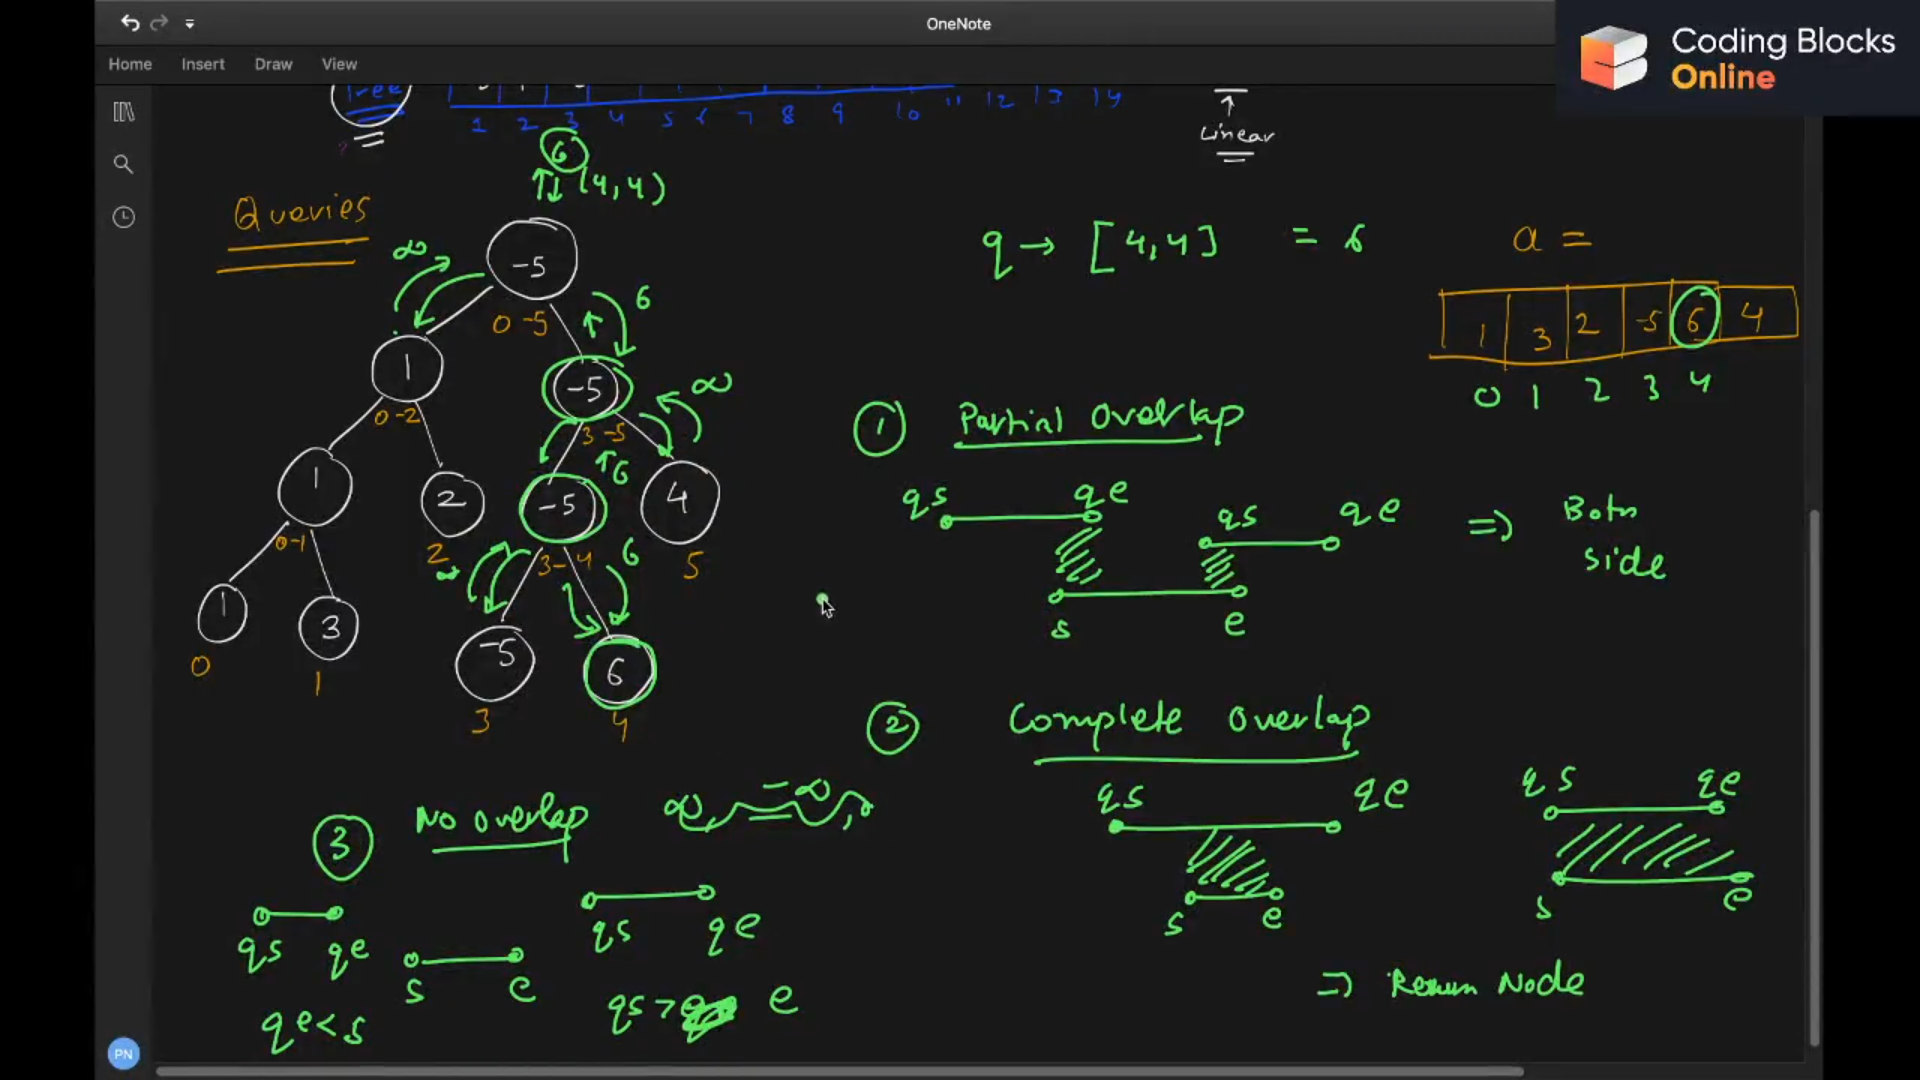 OneNote
Coding Blocks
Online
Home Insert Draw View
Tree
1 2 3 4 5 6 7 8 9 10 11 12 13 14
Linear
6
(4,4)
Queries
q → [4,4] = 6
a =
1 3 2 -5 6 4
0 1 2 3 4
∞
-5
0 -5
6
1
0-2
-5
3-5
∞
1
0-1
2
2
-5
3-4
6
4
5
1
0
3
1
∞
-5
3
6
6
4
1 Partial Overlap
qs qe
qs qe
s e
=) Both
side
2 Complete Overlap
qs qe
s e
qs qe
s e
=) Return Node
3 No overlap
∞ -∞
qs qe
s e
qe < s
qs qe
qs > e
PN